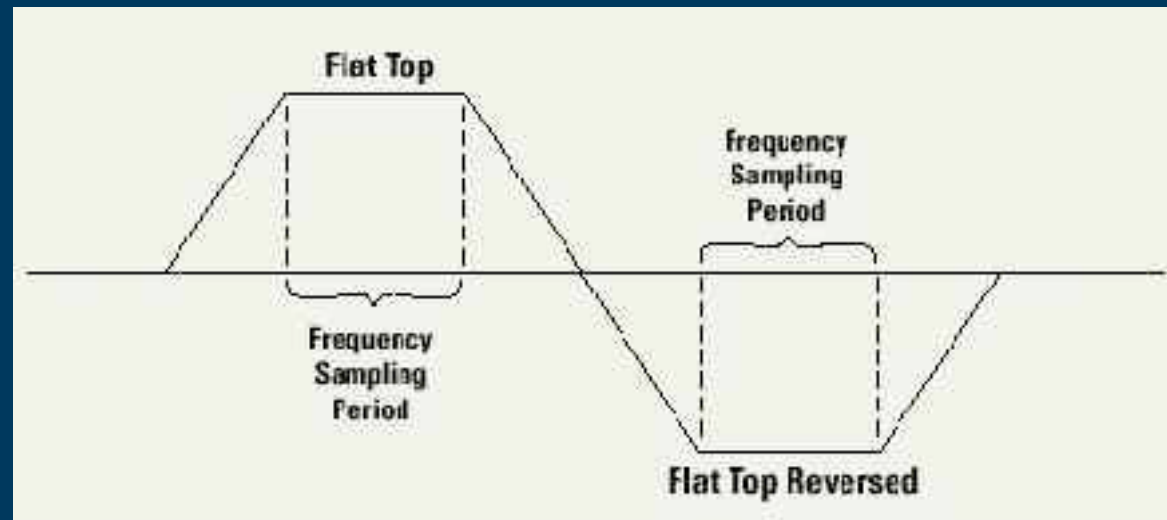 Flat Top
Frequency
Sampling
Period
Frequency
Sampling
Period
Flat Top Reversed